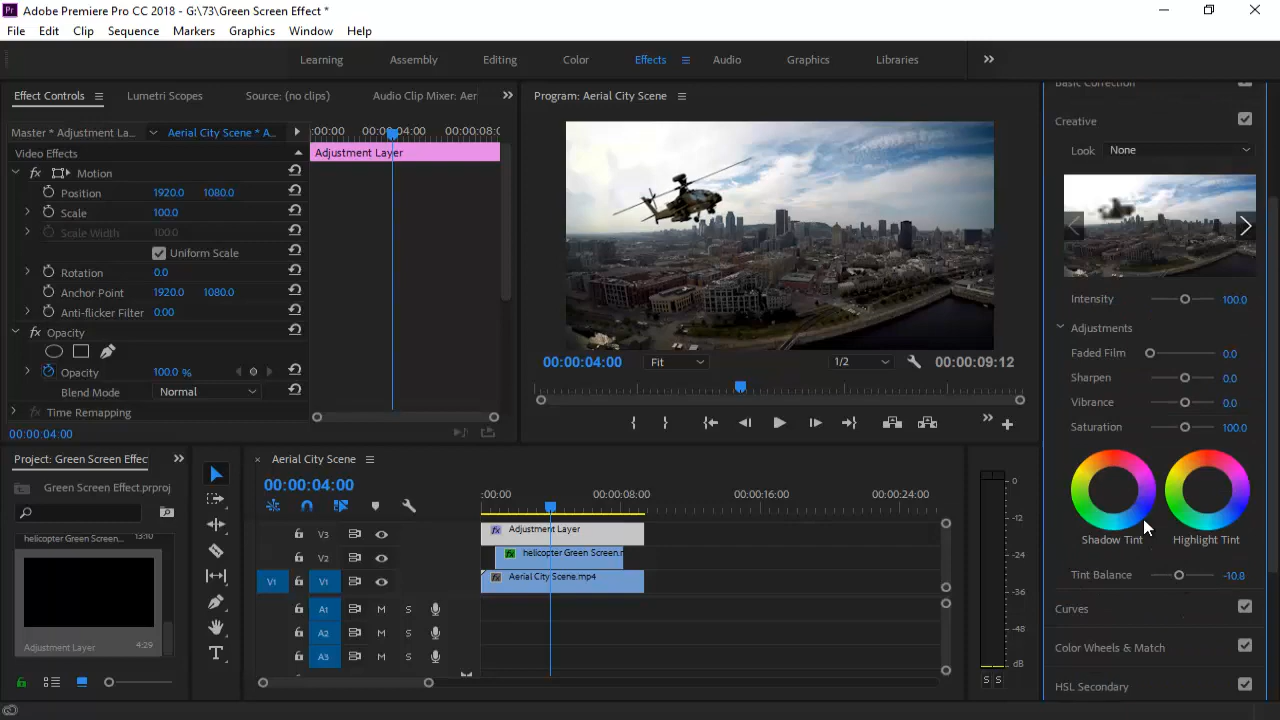 Adobe Premiere Pro CC 2018 - G:\73\Green Screen Effect *
File Edit Clip Sequence Markers Graphics Window Help
Learning Assembly Editing Color Effects Audio Graphics Libraries
Effect Controls Lumetri Scopes Source: (no clips) Audio Clip Mixer: Aer
Program: Aerial City Scene
Master * Adjustment La... Aerial City Scene * A...
:00:00 00:00:04:00 00:00:08:0
Video Effects
Adjustment Layer
fx Motion
Position 1920.0 1080.0
Scale 100.0
Scale Width 100.0
Uniform Scale
Rotation 0.0
Anchor Point 1920.0 1080.0
Anti-flicker Filter 0.00
fx Opacity
Opacity 100.0 %
Blend Mode Normal
fx Time Remapping
00:00:04:00
00:00:04:00 Fit 1/2 00:00:09:12
Basic Correction
Creative
Look None
Intensity 100.0
Adjustments
Faded Film 0.0
Sharpen 0.0
Vibrance 0.0
Saturation 100.0
Shadow Tint Highlight Tint
Tint Balance -10.8
Curves
Color Wheels & Match
HSL Secondary
Project: Green Screen Effec
Green Screen Effect.prproj
helicopter Green Screen... 13:10
Adjustment Layer 4:29
Aerial City Scene
00:00:04:00
:00:00 00:00:08:00 00:00:16:00 00:00:24:00
V3 fx Adjustment Layer
V2 fx helicopter Green Screen.m
V1 V1 fx Aerial City Scene.mp4
A1 M S
A2 M S
A3 M S
0
-12
-24
-36
-48
dB
S S